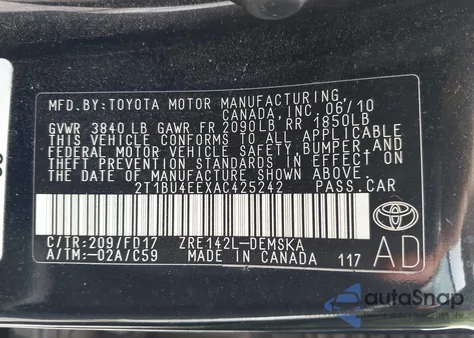 MFD.BY:TOYOTA MOTOR MANUFACTURING,
CANADA, INC. 06/10
GVWR 3840 LB GAWR FR 2090LB RR 1850LB
THIS VEHICLE CONFORMS TO ALL APPLICABLE
FEDERAL MOTOR VEHICLE SAFETY, BUMPER, AND
THEFT PREVENTION STANDARDS IN EFFECT ON
THE DATE OF MANUFACTURE SHOWN ABOVE.
2T1BU4EEXAC425242 PASS.CAR
C/TR:209/FD17 ZRE142L-DEMSKA
A/TM:-02A/C59 MADE IN CANADA 117 AD
autoSnap